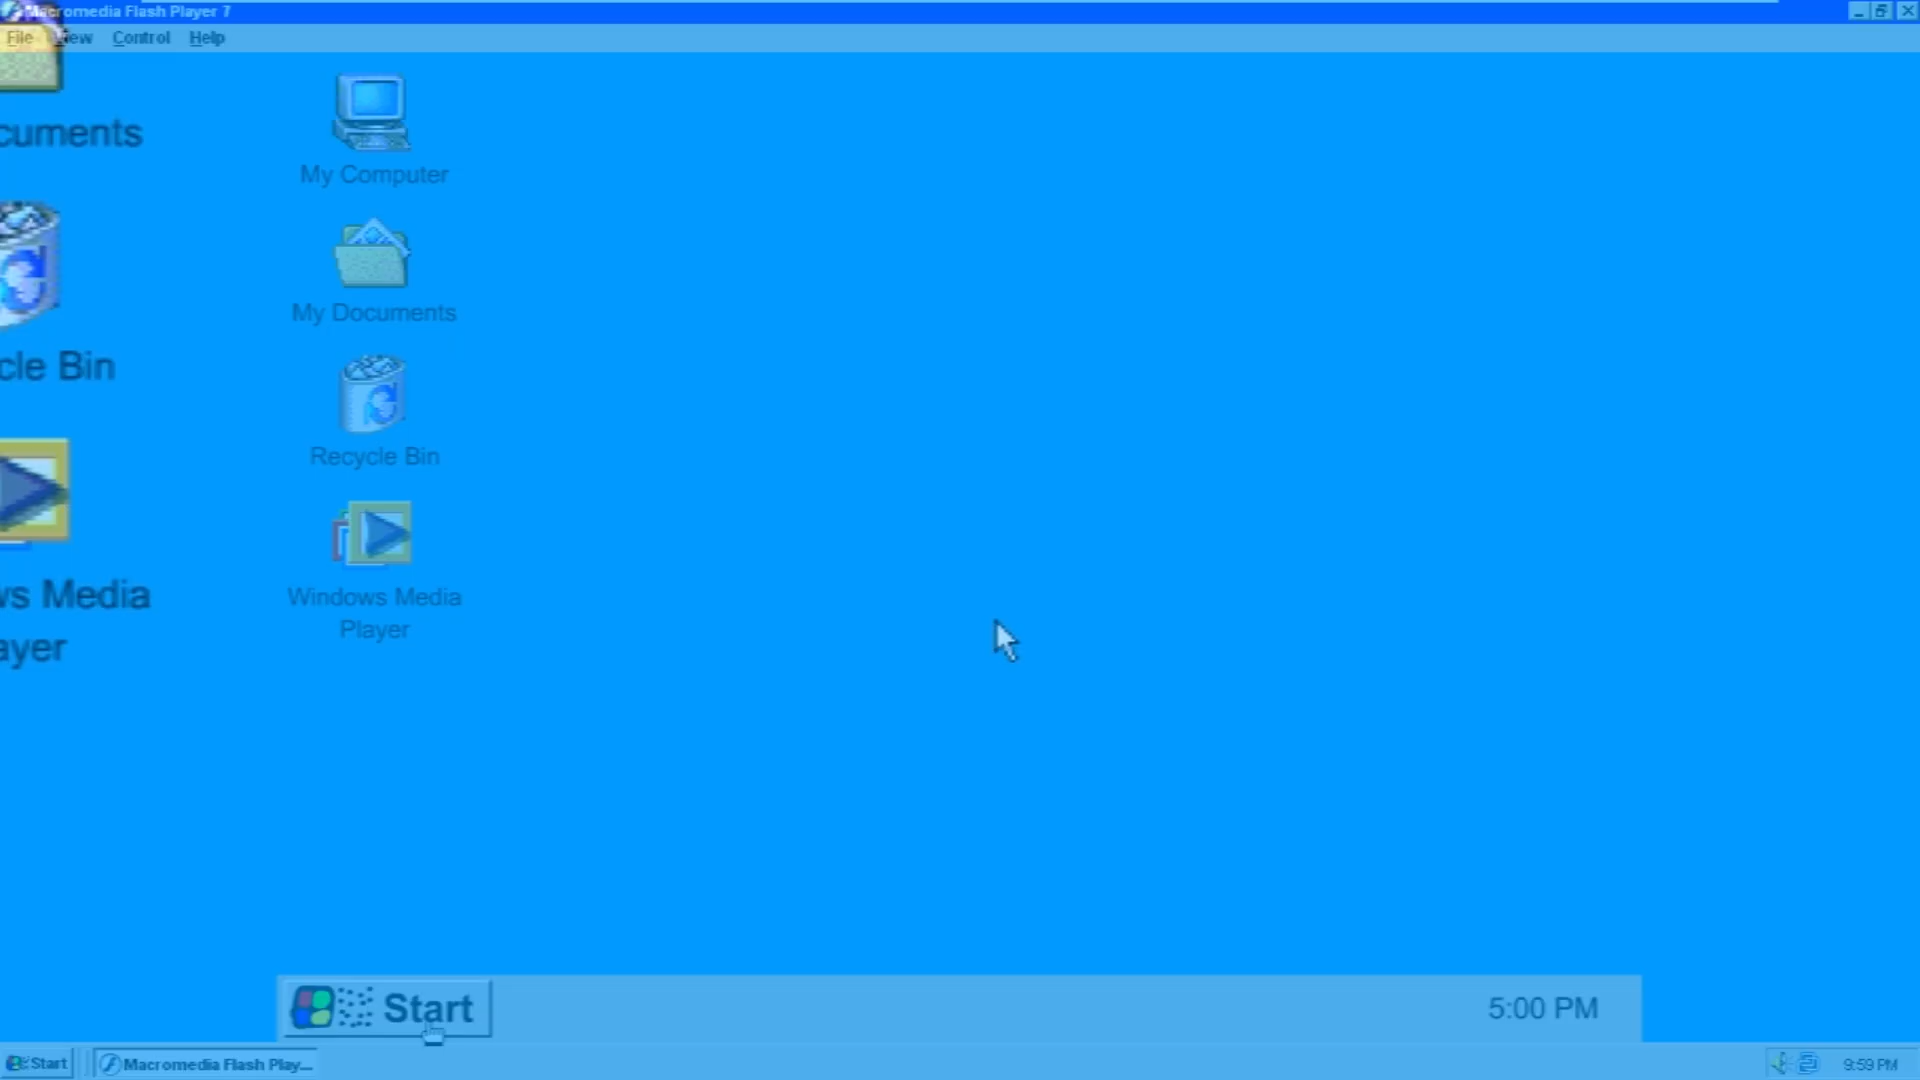 Macromedia Flash Player 7
File View Control Help
cuments
cle Bin
ws Media
ayer
My Computer
My Documents
Recycle Bin
Windows Media
Player
Start
5:00 PM
Start
Macromedia Flash Play...
9:59 PM